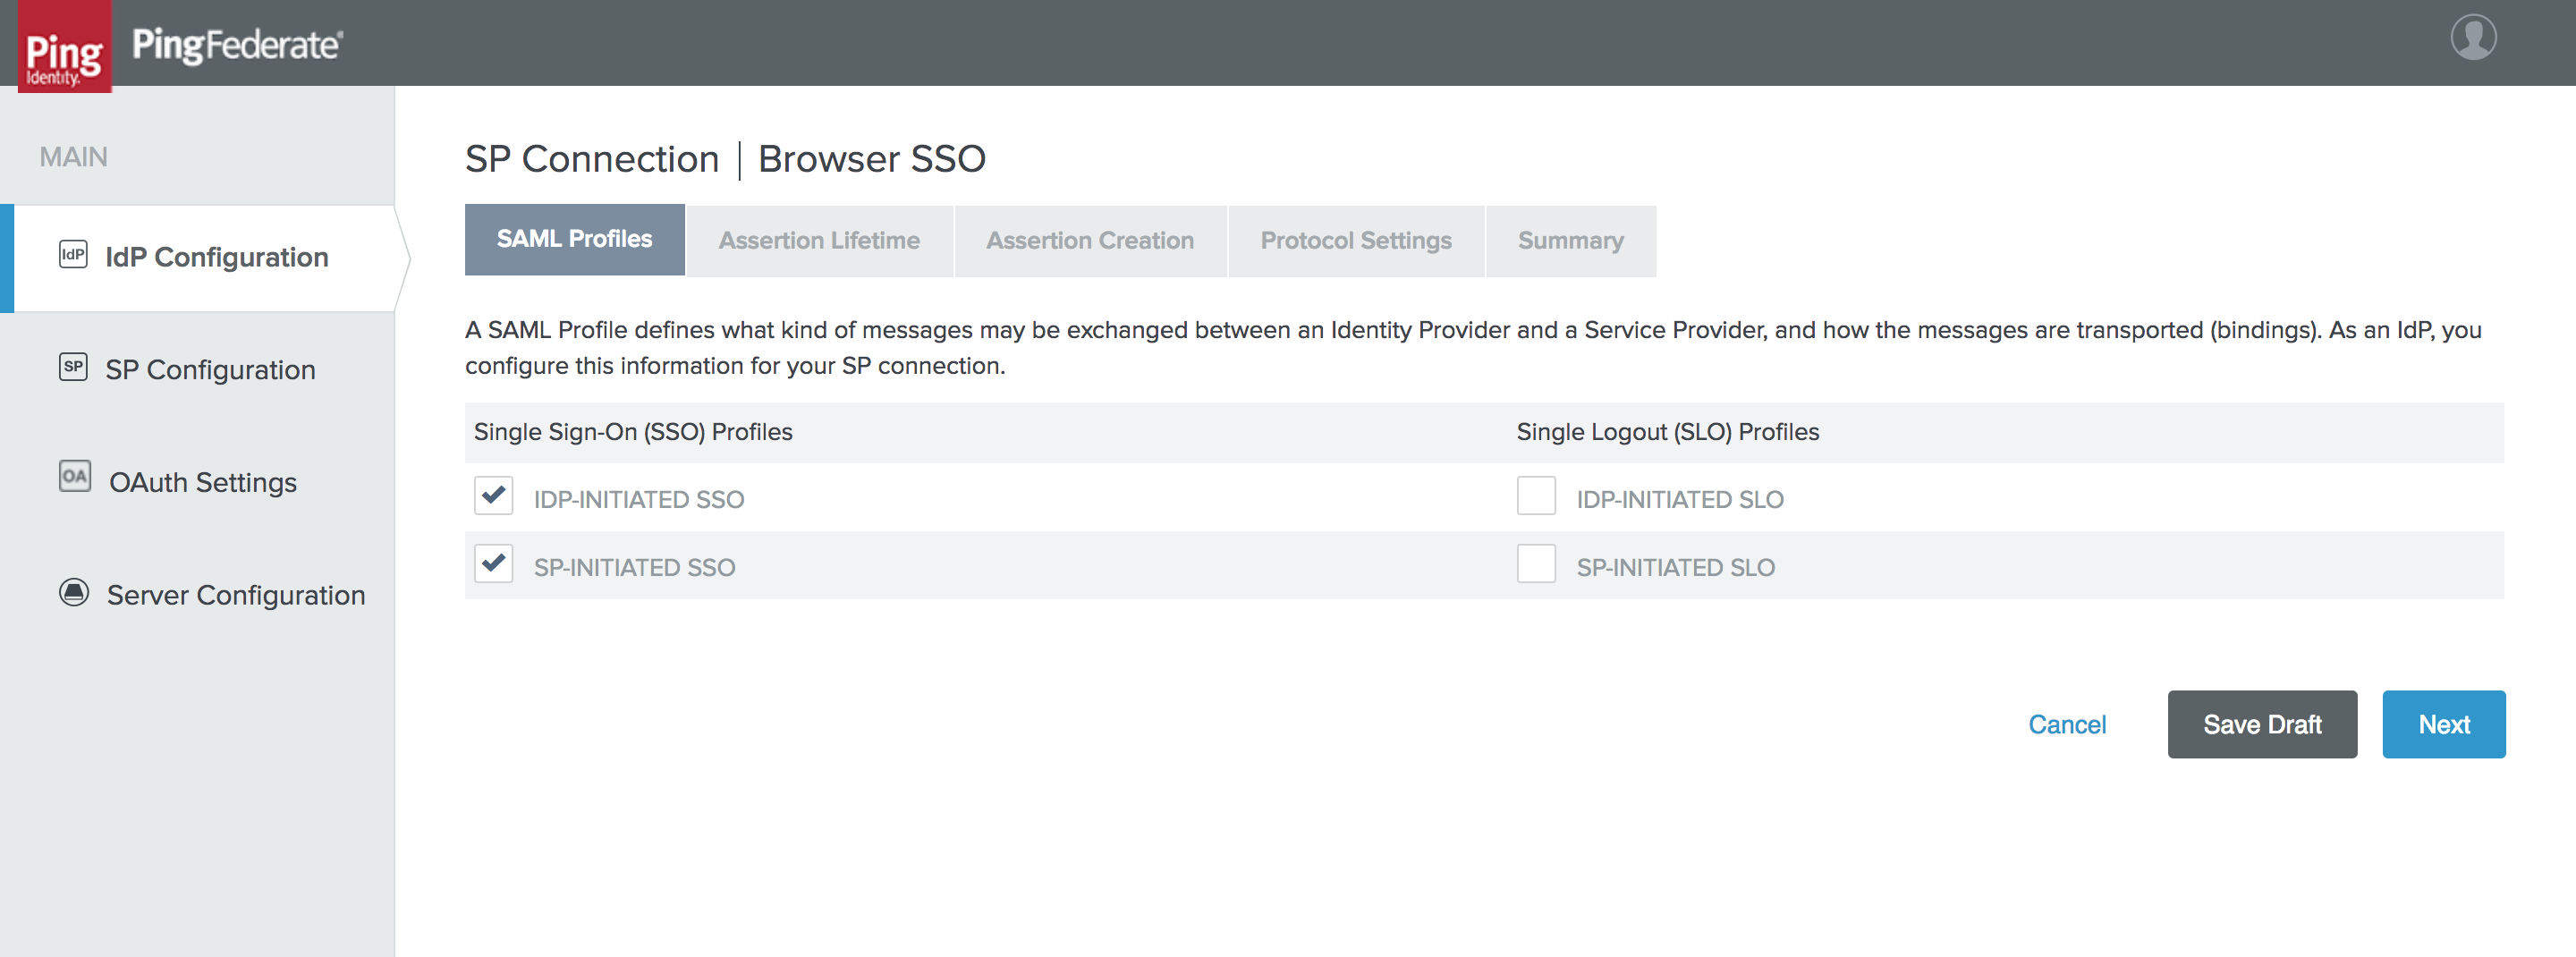 Ping
Identity.
PingFederate®
MAIN
IdP IdP Configuration
SP SP Configuration
OA OAuth Settings
Server Configuration
SP Connection | Browser SSO
SAML Profiles Assertion Lifetime Assertion Creation Protocol Settings Summary
A SAML Profile defines what kind of messages may be exchanged between an Identity Provider and a Service Provider, and how the messages are transported (bindings). As an IdP, you
configure this information for your SP connection.
Single Sign-On (SSO) Profiles Single Logout (SLO) Profiles
IDP-INITIATED SSO IDP-INITIATED SLO
SP-INITIATED SSO SP-INITIATED SLO
Cancel Save Draft Next